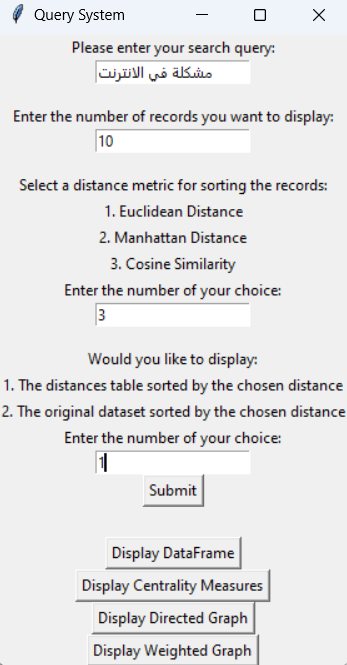 Query System
Please enter your search query:
مشكلة في الانترنت
Enter the number of records you want to display:
10
Select a distance metric for sorting the records:
1. Euclidean Distance
2. Manhattan Distance
3. Cosine Similarity
Enter the number of your choice:
3
Would you like to display:
1. The distances table sorted by the chosen distance
2. The original dataset sorted by the chosen distance
Enter the number of your choice:
1
Submit
Display DataFrame
Display Centrality Measures
Display Directed Graph
Display Weighted Graph